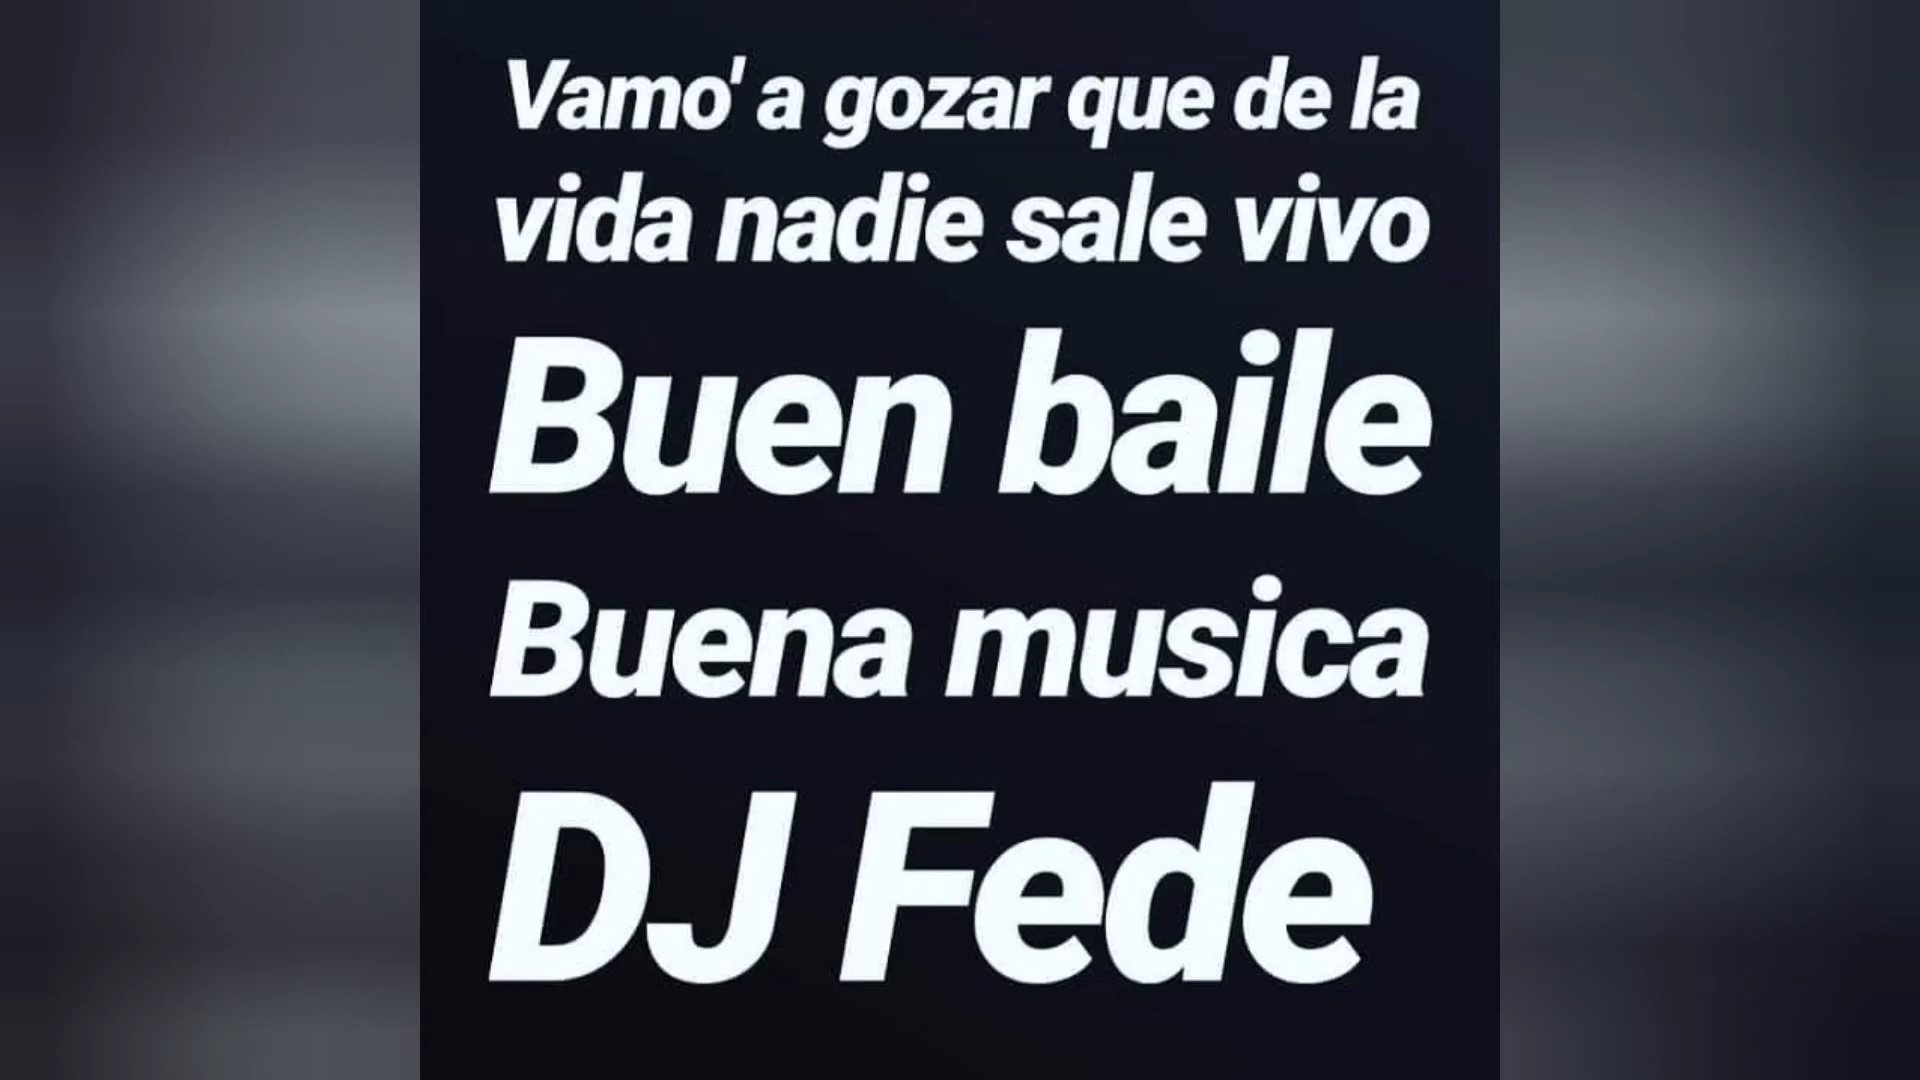 Vamo' a gozar que de la
vida nadie sale vivo
Buen baile
Buena musica
DJ Fede